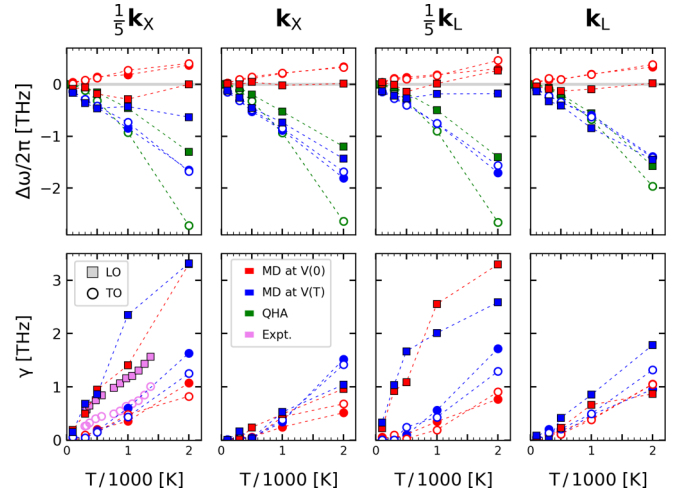 1/5 k_X
k_X
1/5 k_L
k_L
Δω/2π [THz]
0
−1
−2
γ [THz]
3
2
1
0
LO
TO
MD at V(0)
MD at V(T)
QHA
Expt.
0 1 2
0 1 2
0 1 2
0 1 2
T/1000 [K]
T/1000 [K]
T/1000 [K]
T/1000 [K]